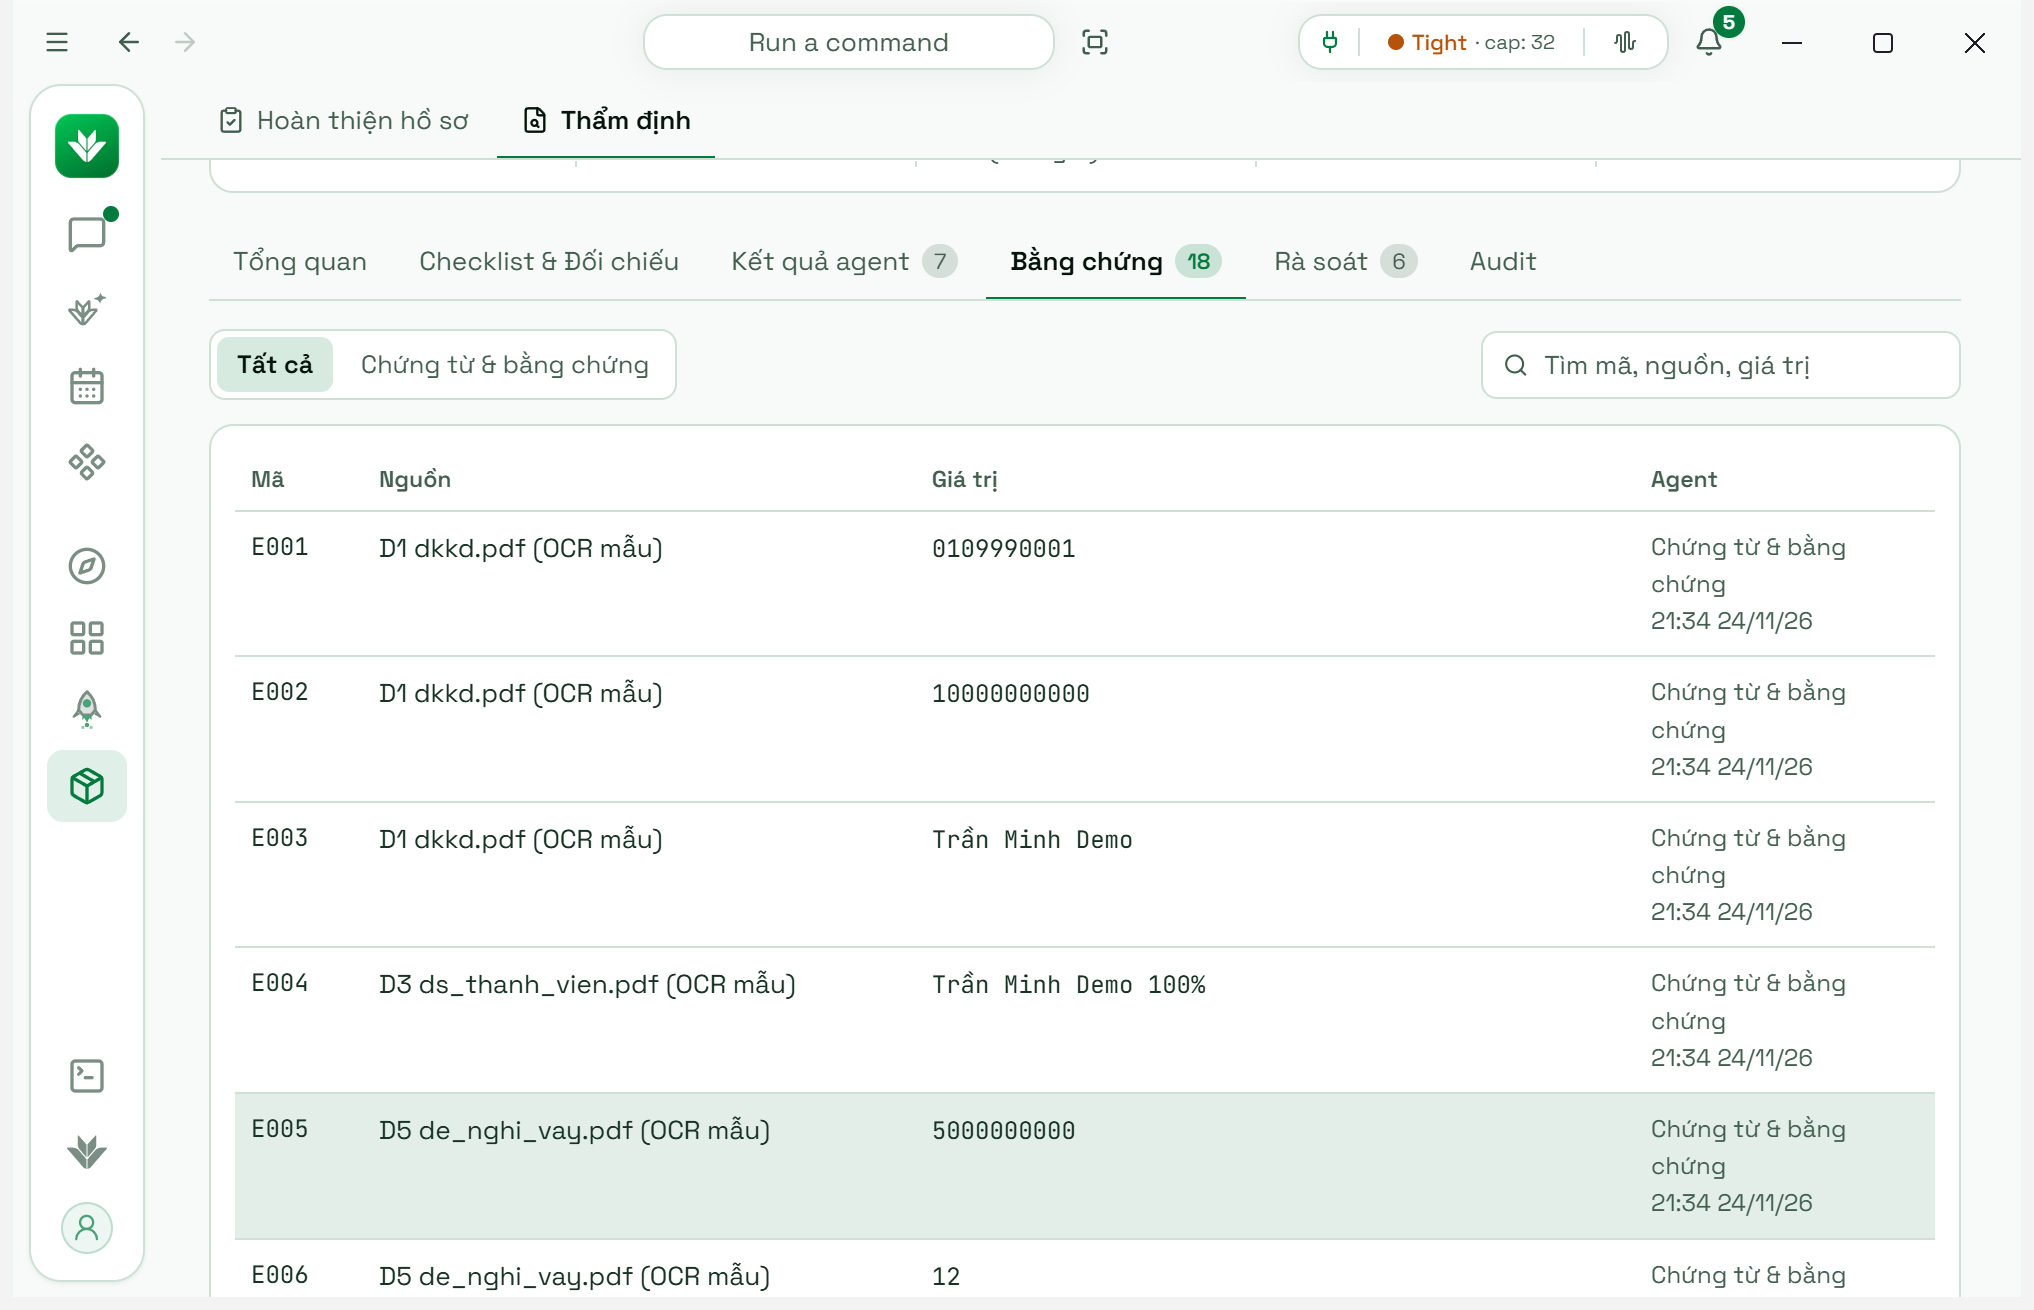 Run a command
Tight · cap: 32
5
Hoàn thiện hồ sơ
Thẩm định
Tổng quan
Checklist & Đối chiếu
Kết quả agent 7
Bằng chứng 18
Rà soát 6
Audit
Tất cả
Chứng từ & bằng chứng
Tìm mã, nguồn, giá trị
Mã Nguồn Giá trị Agent
E001 D1 dkkd.pdf (OCR mẫu) 0109990001 Chứng từ & bằng
chứng
21:34 24/11/26
E002 D1 dkkd.pdf (OCR mẫu) 10000000000 Chứng từ & bằng
chứng
21:34 24/11/26
E003 D1 dkkd.pdf (OCR mẫu) Trần Minh Demo Chứng từ & bằng
chứng
21:34 24/11/26
E004 D3 ds_thanh_vien.pdf (OCR mẫu) Trần Minh Demo 100% Chứng từ & bằng
chứng
21:34 24/11/26
E005 D5 de_nghi_vay.pdf (OCR mẫu) 5000000000 Chứng từ & bằng
chứng
21:34 24/11/26
E006 D5 de_nghi_vay.pdf (OCR mẫu) 12 Chứng từ & bằng